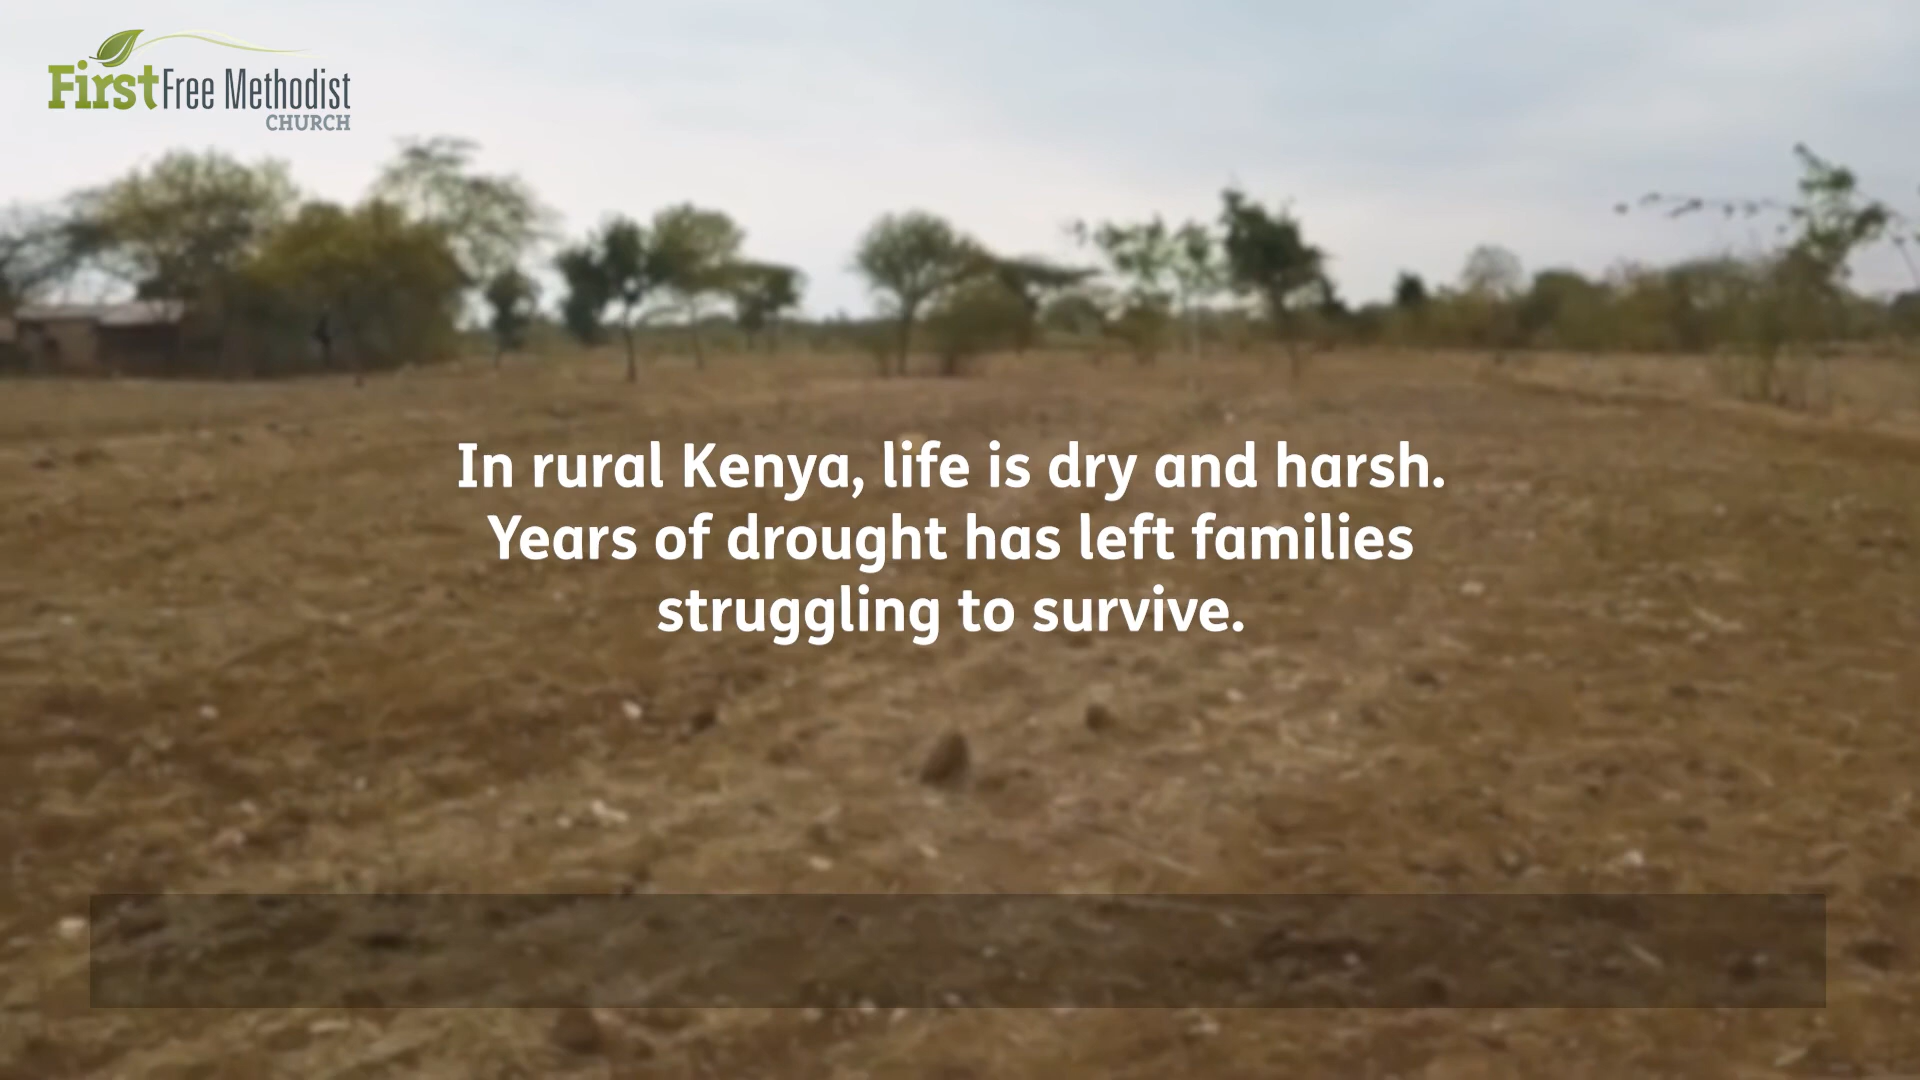 First Free Methodist
CHURCH
In rural Kenya, life is dry and harsh.
Years of drought has left families
struggling to survive.